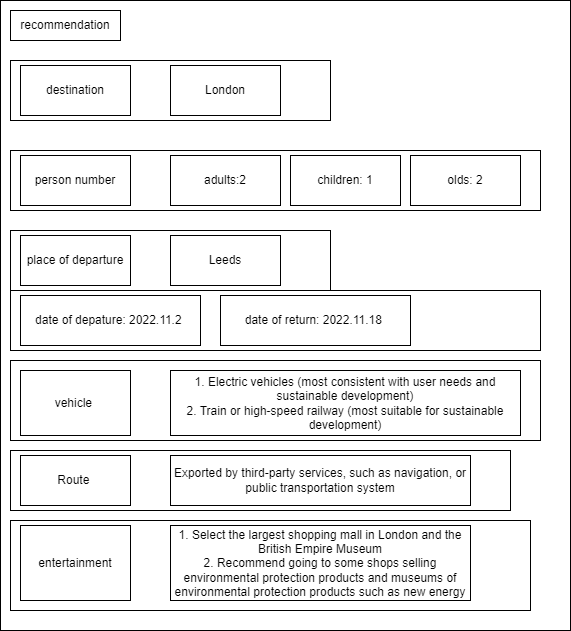 recommendation
destination
London
person number
adults:2
children: 1
olds: 2
place of departure
Leeds
date of depature: 2022.11.2
date of return: 2022.11.18
vehicle
1. Electric vehicles (most consistent with user needs and
sustainable development)
2. Train or high-speed railway (most suitable for sustainable
development)
Route
Exported by third-party services, such as navigation, or
public transportation system
entertainment
1. Select the largest shopping mall in London and the
British Empire Museum
2. Recommend going to some shops selling
environmental protection products and museums of
environmental protection products such as new energy